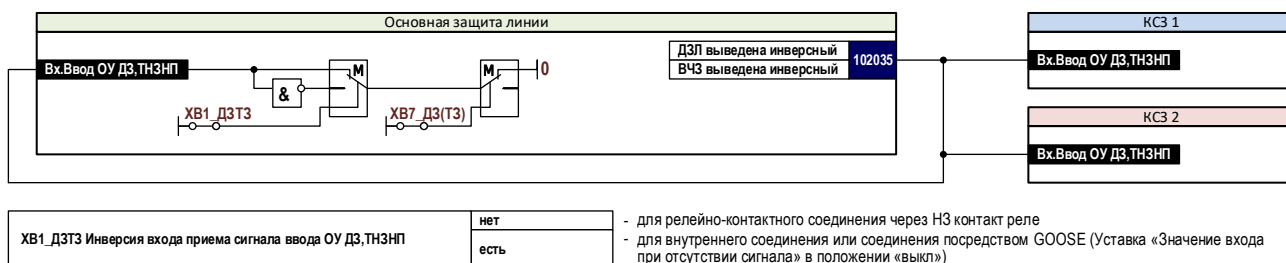 Основная защита линии
КСЗ 1
ДЗЛ выведена инверсный
ВЧЗ выведена инверсный
102035
Вх.Ввод ОУ ДЗ,ТНЗНП
Вх.Ввод ОУ ДЗ,ТНЗНП
М
М
0
&
ХВ1_ДЗТЗ
ХВ7_ДЗ(ТЗ)
КСЗ 2
Вх.Ввод ОУ ДЗ,ТНЗНП
ХВ1_ДЗТЗ Инверсия входа приема сигнала ввода ОУ ДЗ,ТНЗНП
нет
- для релейно-контактного соединения через НЗ контакт реле
есть
- для внутреннего соединения или соединения посредством GOOSE (Уставка «Значение входа
при отсутствии сигнала» в положении «выкл»)